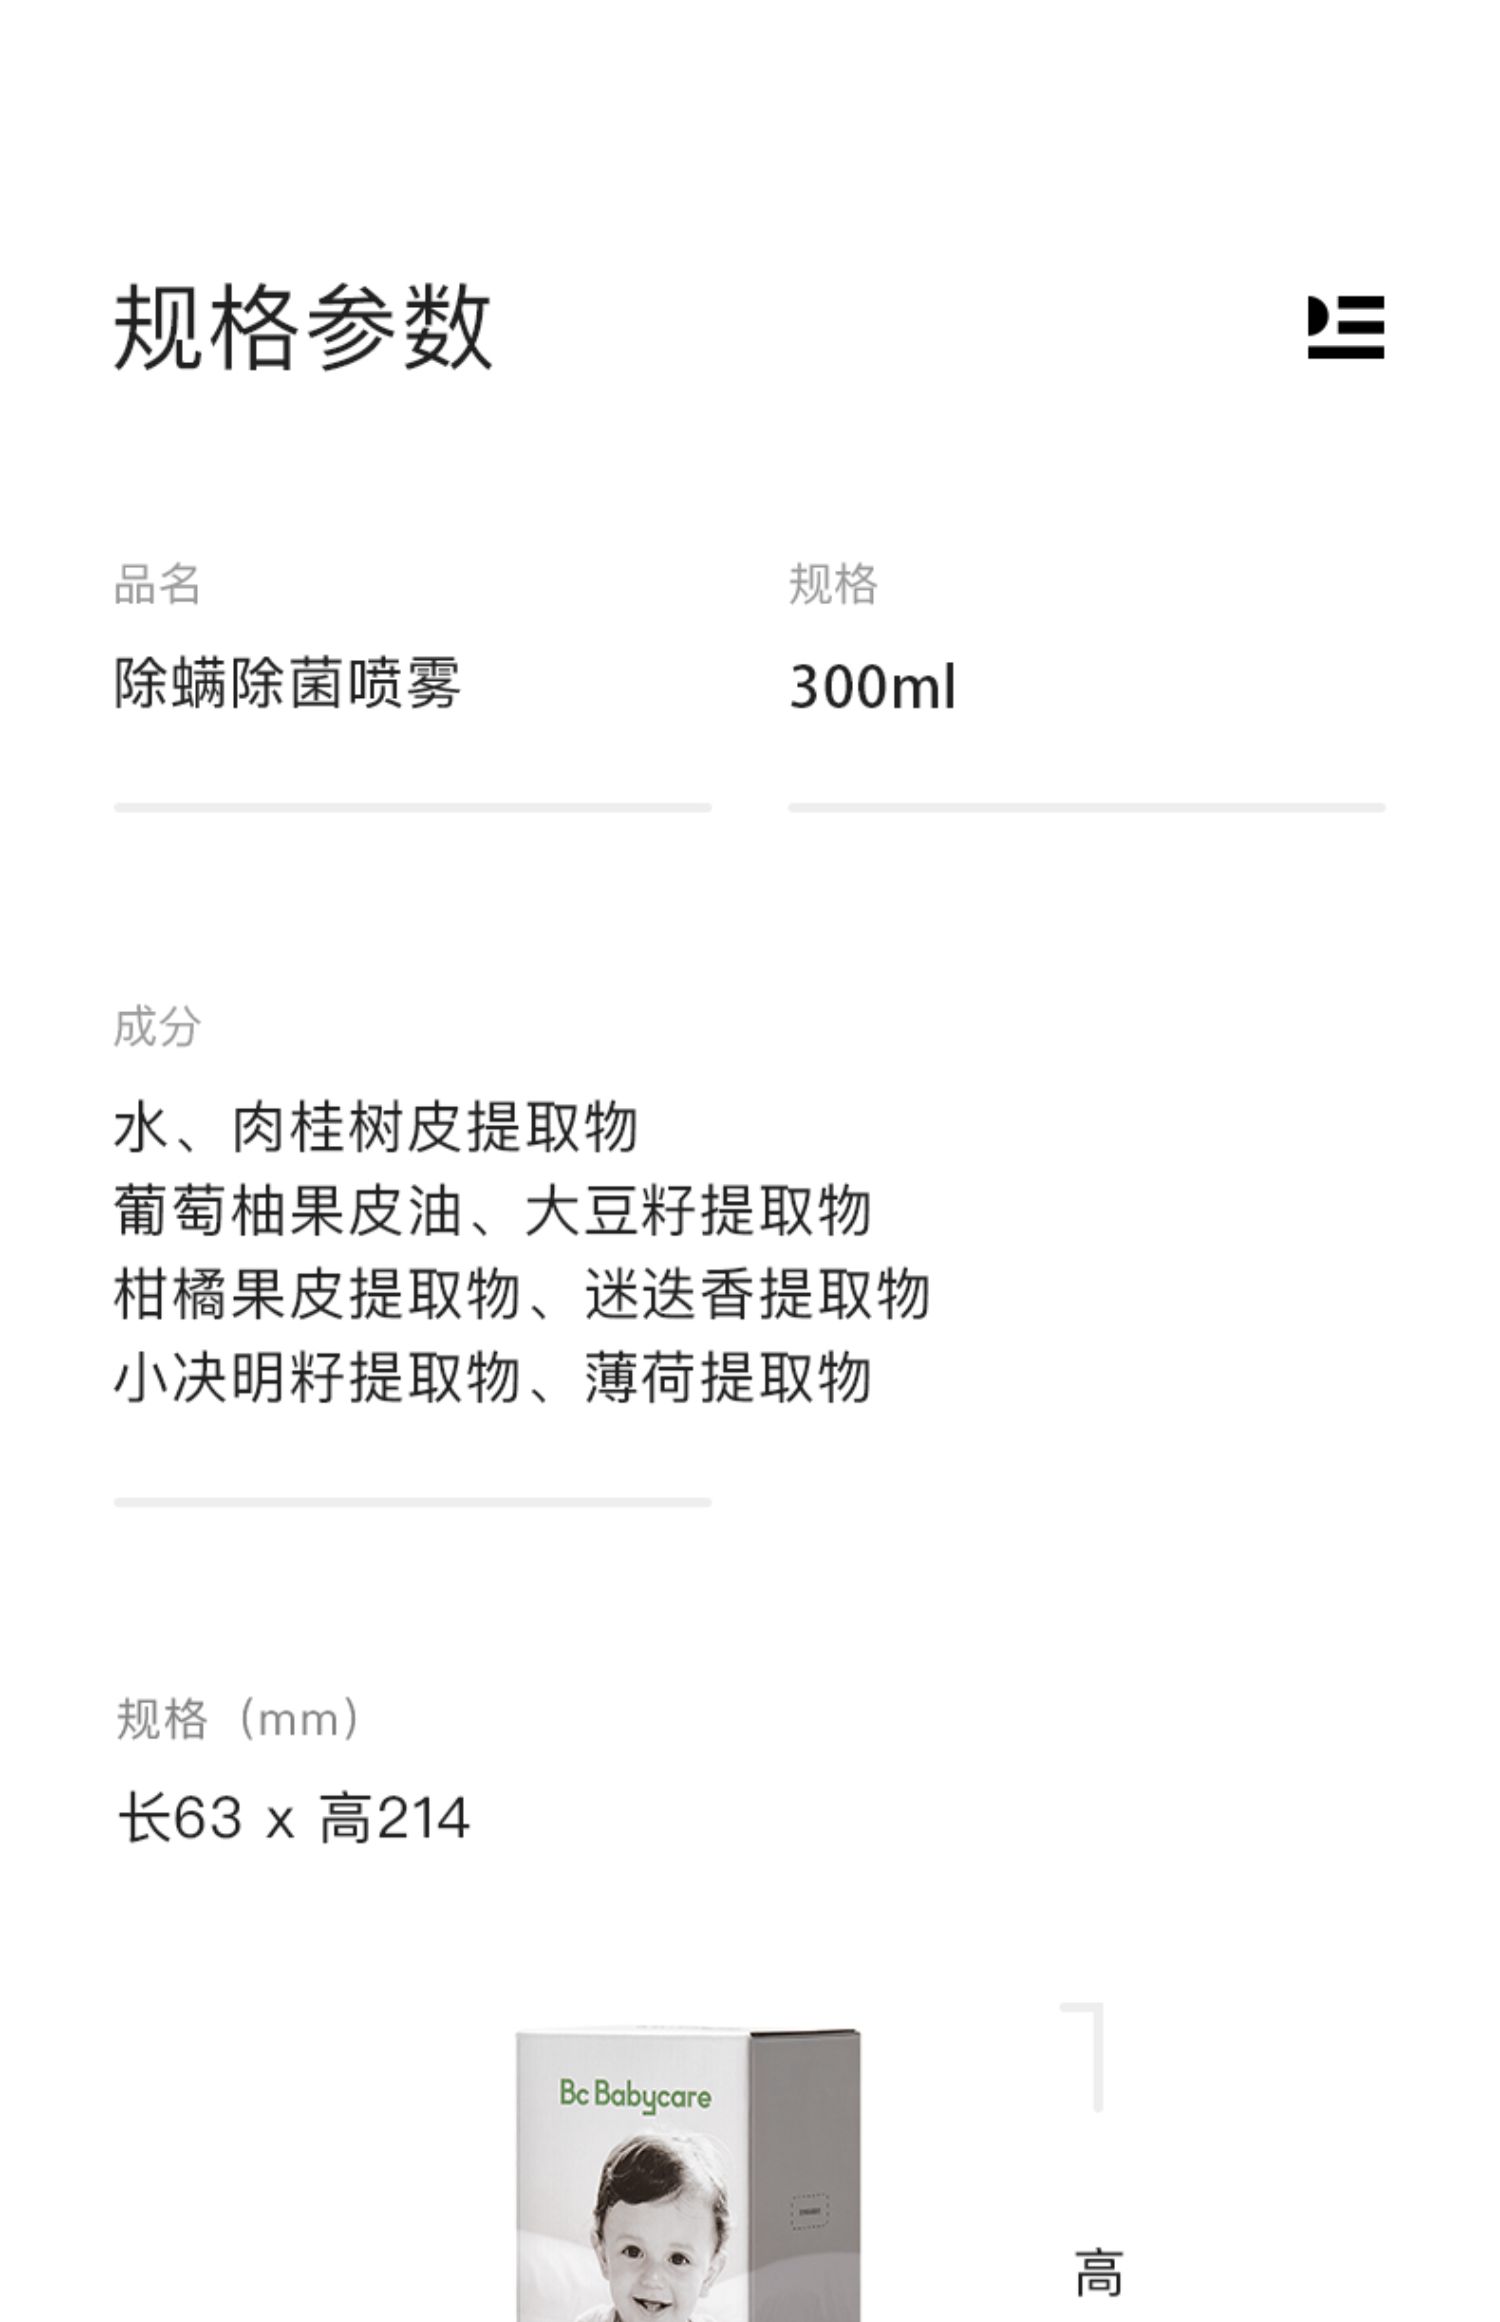 规格参数
品名
规格
除螨除菌喷雾
300ml
成分
水、肉桂树皮提取物
葡萄柚果皮油、大豆籽提取物
柑橘果皮提取物、迷迭香提取物
小决明籽提取物、薄荷提取物
规格（mm）
长63 x 高214
Bc Babycare
高